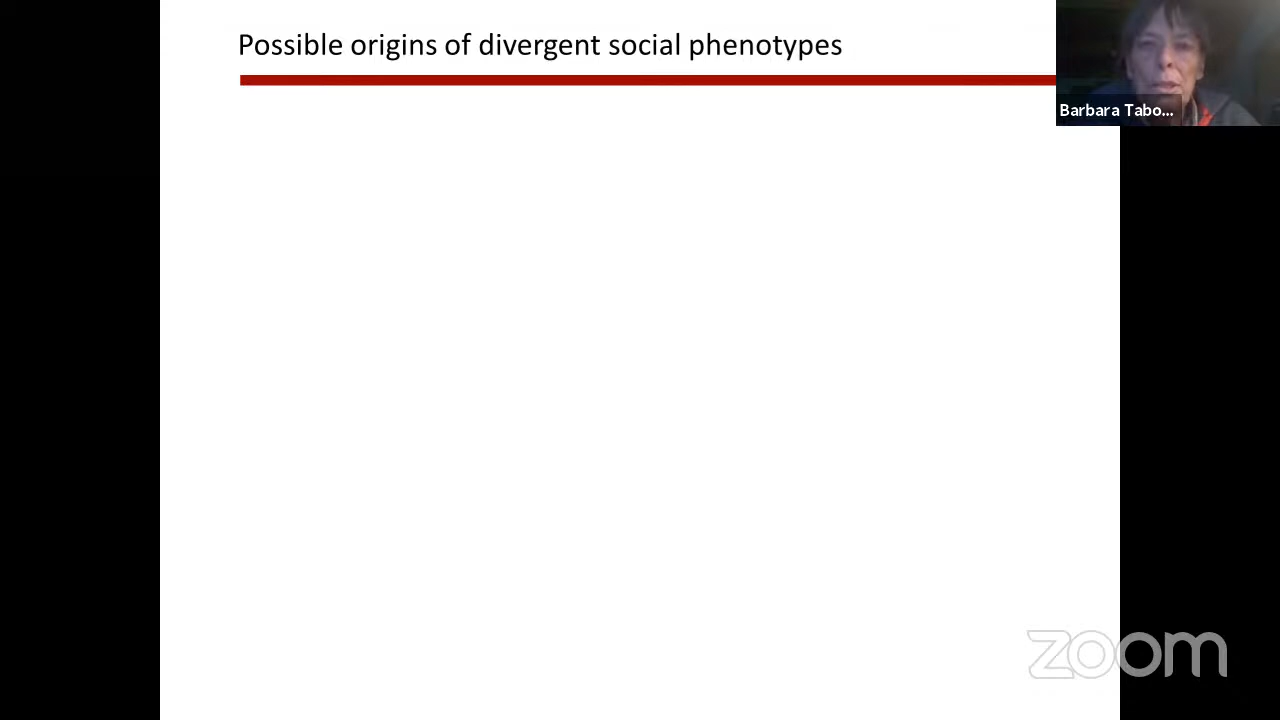 Possible origins of divergent social phenotypes
Barbara Tabo...
zoom